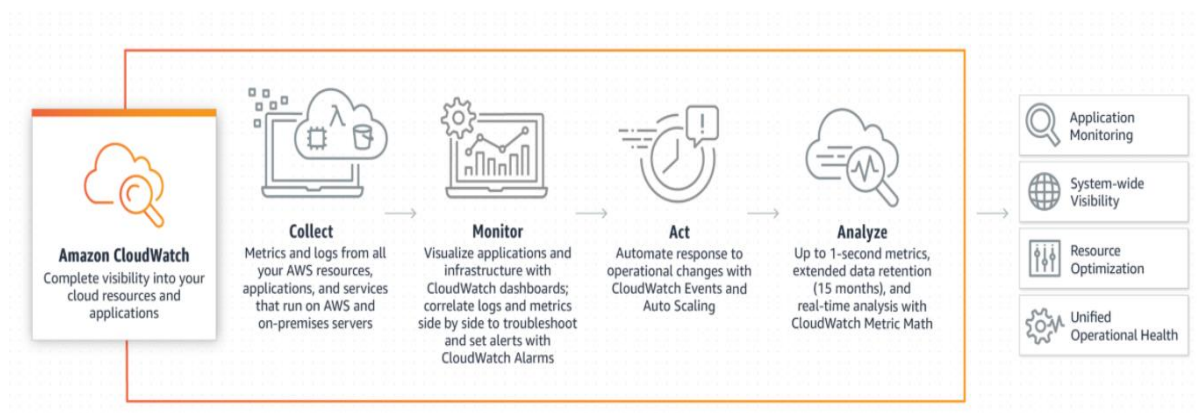 Amazon CloudWatch
Complete visibility into your
cloud resources and
applications
Collect
Metrics and logs from all
your AWS resources,
applications, and services
that run on AWS and
on-premises servers
Monitor
Visualize applications and
infrastructure with
CloudWatch dashboards;
correlate logs and metrics
side by side to troubleshoot
and set alerts with
CloudWatch Alarms
Act
Automate response to
operational changes with
CloudWatch Events and
Auto Scaling
Analyze
Up to 1-second metrics,
extended data retention
(15 months), and
real-time analysis with
CloudWatch Metric Math
Application
Monitoring
System-wide
Visibility
Resource
Optimization
Unified
Operational Health